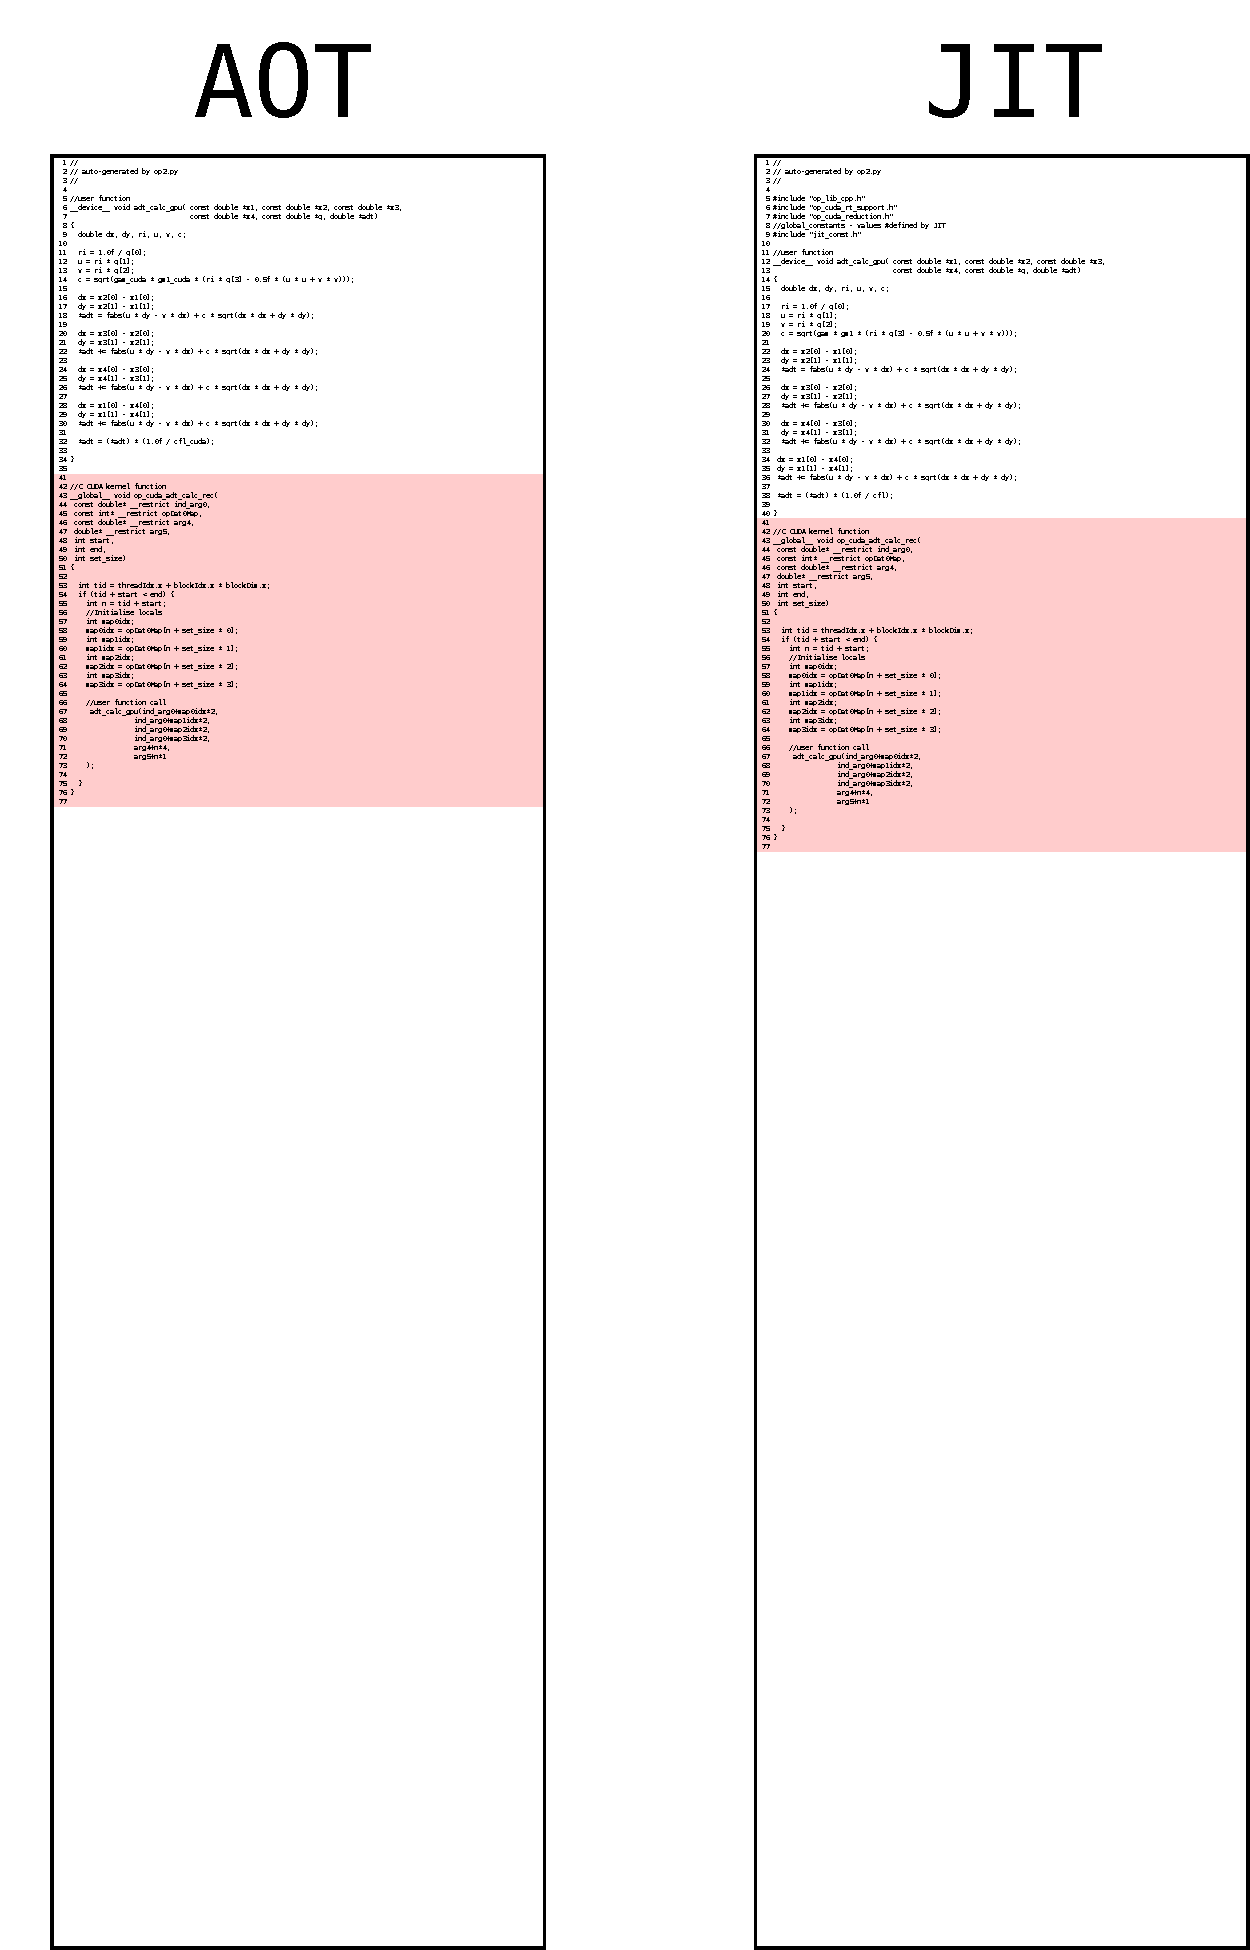 AOT
1 //
2 // auto-generated by op2.py
3 //
4
5 //user function
6 __device__ void adt_calc_gpu( const double *x1, const double *x2, const double *x3,
7 const double *x4, const double *q, double *adt)
8 {
9 double dx, dy, ri, u, v, c;
10
11 ri = 1.0f / q[0];
12 u = ri * q[1];
13 v = ri * q[2];
14 c = sqrt(gam_cuda * gm1_cuda * (ri * q[3] - 0.5f * (u * u + v * v)));
15
16 dx = x2[0] - x1[0];
17 dy = x2[1] - x1[1];
18 *adt = fabs(u * dy - v * dx) + c * sqrt(dx * dx + dy * dy);
19
20 dx = x3[0] - x2[0];
21 dy = x3[1] - x2[1];
22 *adt += fabs(u * dy - v * dx) + c * sqrt(dx * dx + dy * dy);
23
24 dx = x4[0] - x3[0];
25 dy = x4[1] - x3[1];
26 *adt += fabs(u * dy - v * dx) + c * sqrt(dx * dx + dy * dy);
27
28 dx = x1[0] - x4[0];
29 dy = x1[1] - x4[1];
30 *adt += fabs(u * dy - v * dx) + c * sqrt(dx * dx + dy * dy);
31
32 *adt = (*adt) * (1.0f / cfl_cuda);
33
34 }
35
41
42 //C CUDA kernel function
43 __global__ void op_cuda_adt_calc_rec(
44 const double* __restrict ind_arg0,
45 const int* __restrict opDat0Map,
46 const double* __restrict arg4,
47 double* __restrict arg5,
48 int start,
49 int end,
50 int set_size)
51 {
52
53 int tid = threadIdx.x + blockIdx.x * blockDim.x;
54 if (tid + start < end) {
55 int n = tid + start;
56 //Initialise locals
57 int map0idx;
58 map0idx = opDat0Map[n + set_size * 0];
59 int map1idx;
60 map1idx = opDat0Map[n + set_size * 1];
61 int map2idx;
62 map2idx = opDat0Map[n + set_size * 2];
63 int map3idx;
64 map3idx = opDat0Map[n + set_size * 3];
65
66 //user function call
67 adt_calc_gpu(ind_arg0+map0idx*2,
68 ind_arg0+map1idx*2,
69 ind_arg0+map2idx*2,
70 ind_arg0+map3idx*2,
71 arg4+n*4,
72 arg5+n*1
73 );
74
75 }
76 }
77
JIT
1 //
2 // auto-generated by op2.py
3 //
4
5 #include "op_lib_cpp.h"
6 #include "op_cuda_rt_support.h"
7 #include "op_cuda_reduction.h"
8 //global_constants - values #defined by JIT
9 #include "jit_const.h"
10
11 //user function
12 __device__ void adt_calc_gpu( const double *x1, const double *x2, const double *x3,
13 const double *x4, const double *q, double *adt)
14 {
15 double dx, dy, ri, u, v, c;
16
17 ri = 1.0f / q[0];
18 u = ri * q[1];
19 v = ri * q[2];
20 c = sqrt(gam * gm1 * (ri * q[3] - 0.5f * (u * u + v * v)));
21
22 dx = x2[0] - x1[0];
23 dy = x2[1] - x1[1];
24 *adt = fabs(u * dy - v * dx) + c * sqrt(dx * dx + dy * dy);
25
26 dx = x3[0] - x2[0];
27 dy = x3[1] - x2[1];
28 *adt += fabs(u * dy - v * dx) + c * sqrt(dx * dx + dy * dy);
29
30 dx = x4[0] - x3[0];
31 dy = x4[1] - x3[1];
32 *adt += fabs(u * dy - v * dx) + c * sqrt(dx * dx + dy * dy);
33
34 dx = x1[0] - x4[0];
35 dy = x1[1] - x4[1];
36 *adt += fabs(u * dy - v * dx) + c * sqrt(dx * dx + dy * dy);
37
38 *adt = (*adt) * (1.0f / cfl);
39
40 }
41
42 //C CUDA kernel function
43 __global__ void op_cuda_adt_calc_rec(
44 const double* __restrict ind_arg0,
45 const int* __restrict opDat0Map,
46 const double* __restrict arg4,
47 double* __restrict arg5,
48 int start,
49 int end,
50 int set_size)
51 {
52
53 int tid = threadIdx.x + blockIdx.x * blockDim.x;
54 if (tid + start < end) {
55 int n = tid + start;
56 //Initialise locals
57 int map0idx;
58 map0idx = opDat0Map[n + set_size * 0];
59 int map1idx;
60 map1idx = opDat0Map[n + set_size * 1];
61 int map2idx;
62 map2idx = opDat0Map[n + set_size * 2];
63 int map3idx;
64 map3idx = opDat0Map[n + set_size * 3];
65
66 //user function call
67 adt_calc_gpu(ind_arg0+map0idx*2,
68 ind_arg0+map1idx*2,
69 ind_arg0+map2idx*2,
70 ind_arg0+map3idx*2,
71 arg4+n*4,
72 arg5+n*1
73 );
74
75 }
76 }
77